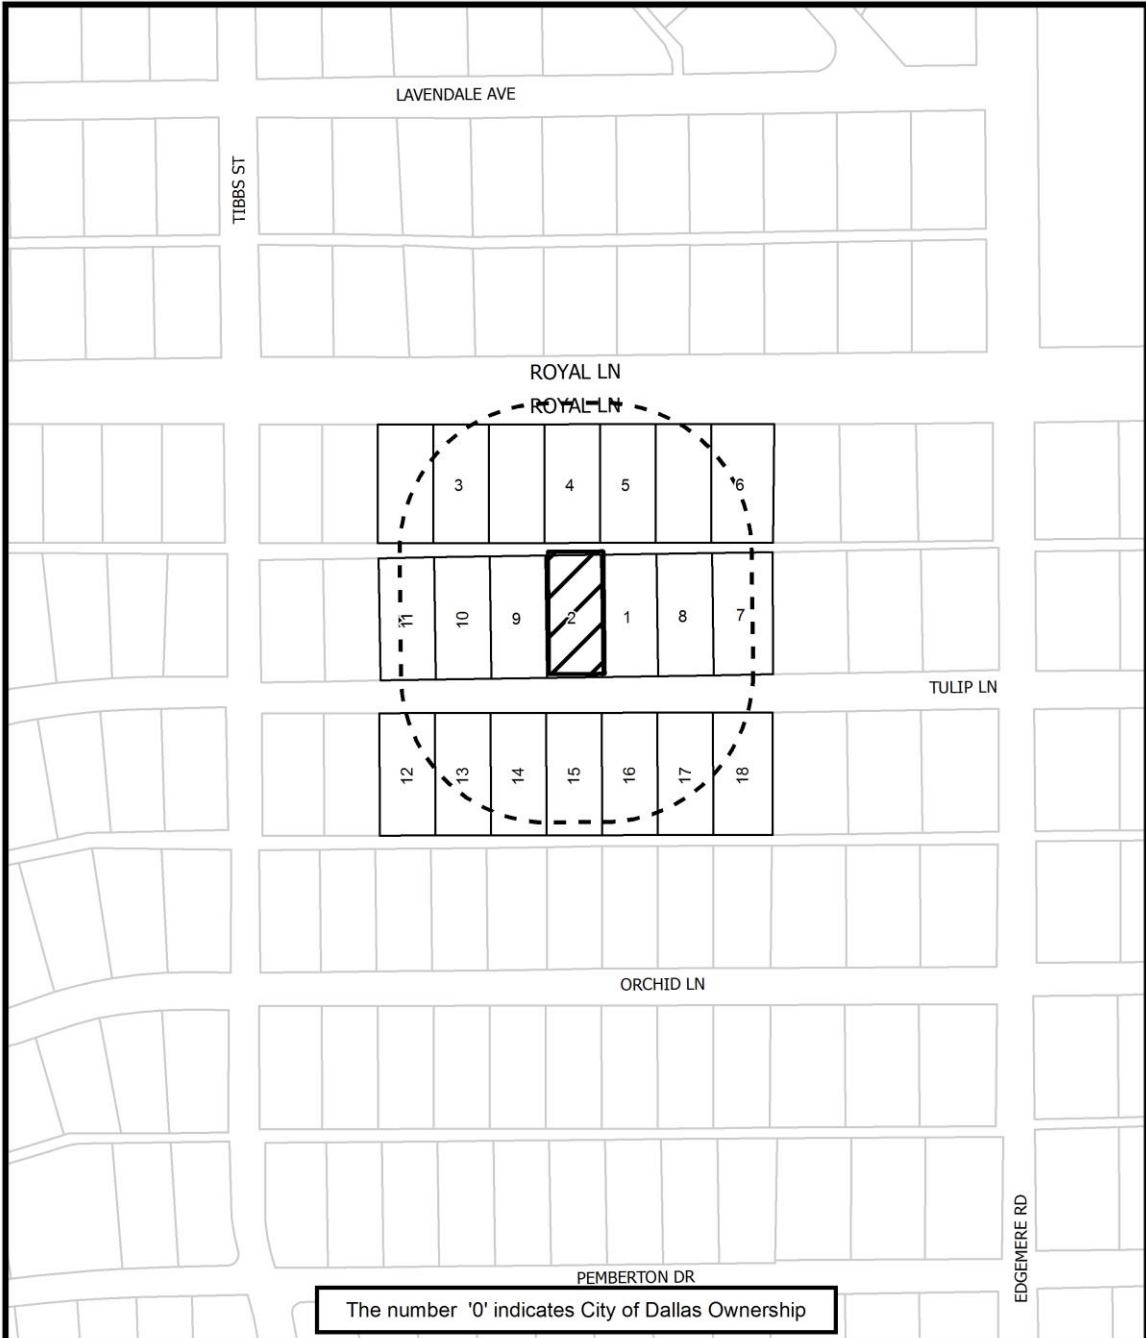 LAVENDALE AVE
TIBBS ST
ROYAL LN
ROYAL LN
3
4
5
6
11
10
9
2
1
8
7
TULIP LN
12
13
14
15
16
17
18
ORCHID LN
EDGEMERE RD
PEMBERTON DR
The number '0' indicates City of Dallas Ownership